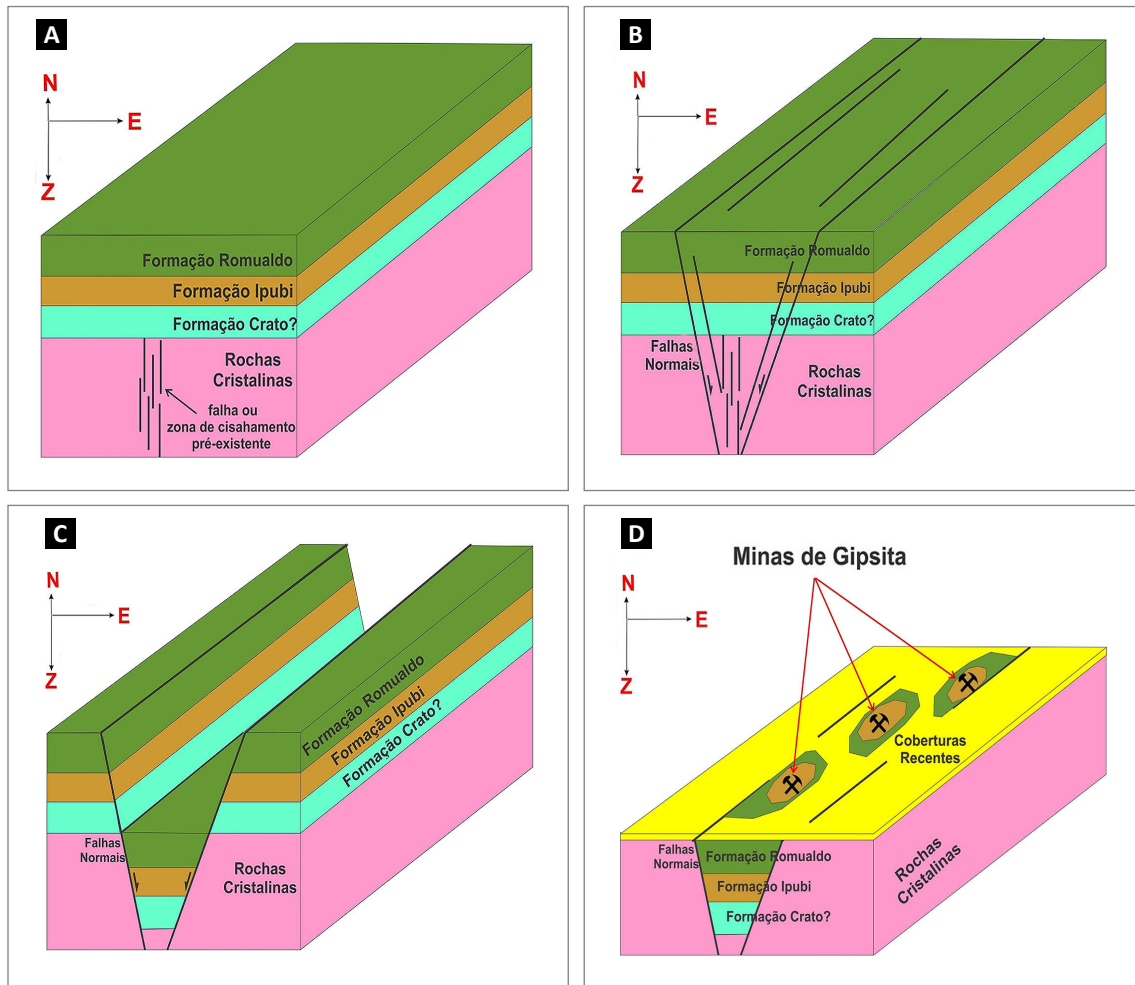 A
N
E
Z
Formação Romualdo
Formação Ipubi
Formação Crato?
Rochas
Cristalinas
falha ou
zona de cisahamento
pré-existente
B
N
E
Z
Formação Romualdo
Formação Ipubi
Formação Crato?
Falhas
Normais
Rochas
Cristalinas
C
N
E
Z
Formação Romualdo
Formação Ipubi
Formação Crato?
Falhas
Normais
Rochas
Cristalinas
D
Minas de Gipsita
N
E
Z
Coberturas
Recentes
Falhas
Normais
Formação Romualdo
Formação Ipubi
Formação Crato?
Rochas
Cristalinas